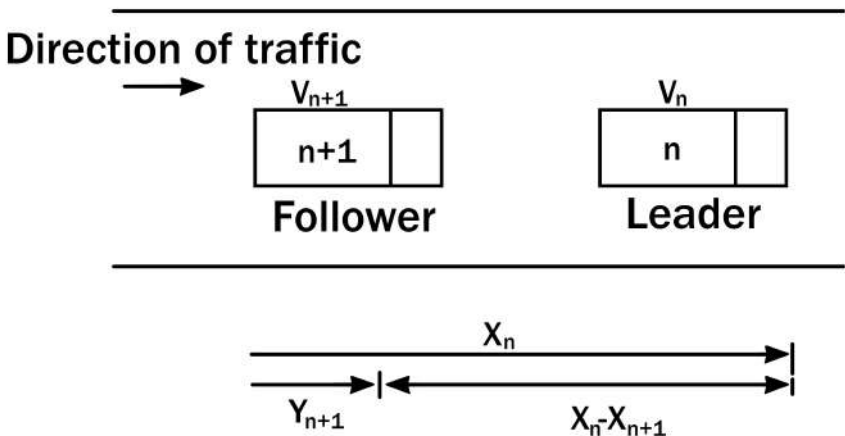 Direction of traffic
Vn+1
Vn
n+1
n
Follower
Leader
Xn
Yn+1
Xn-Xn+1